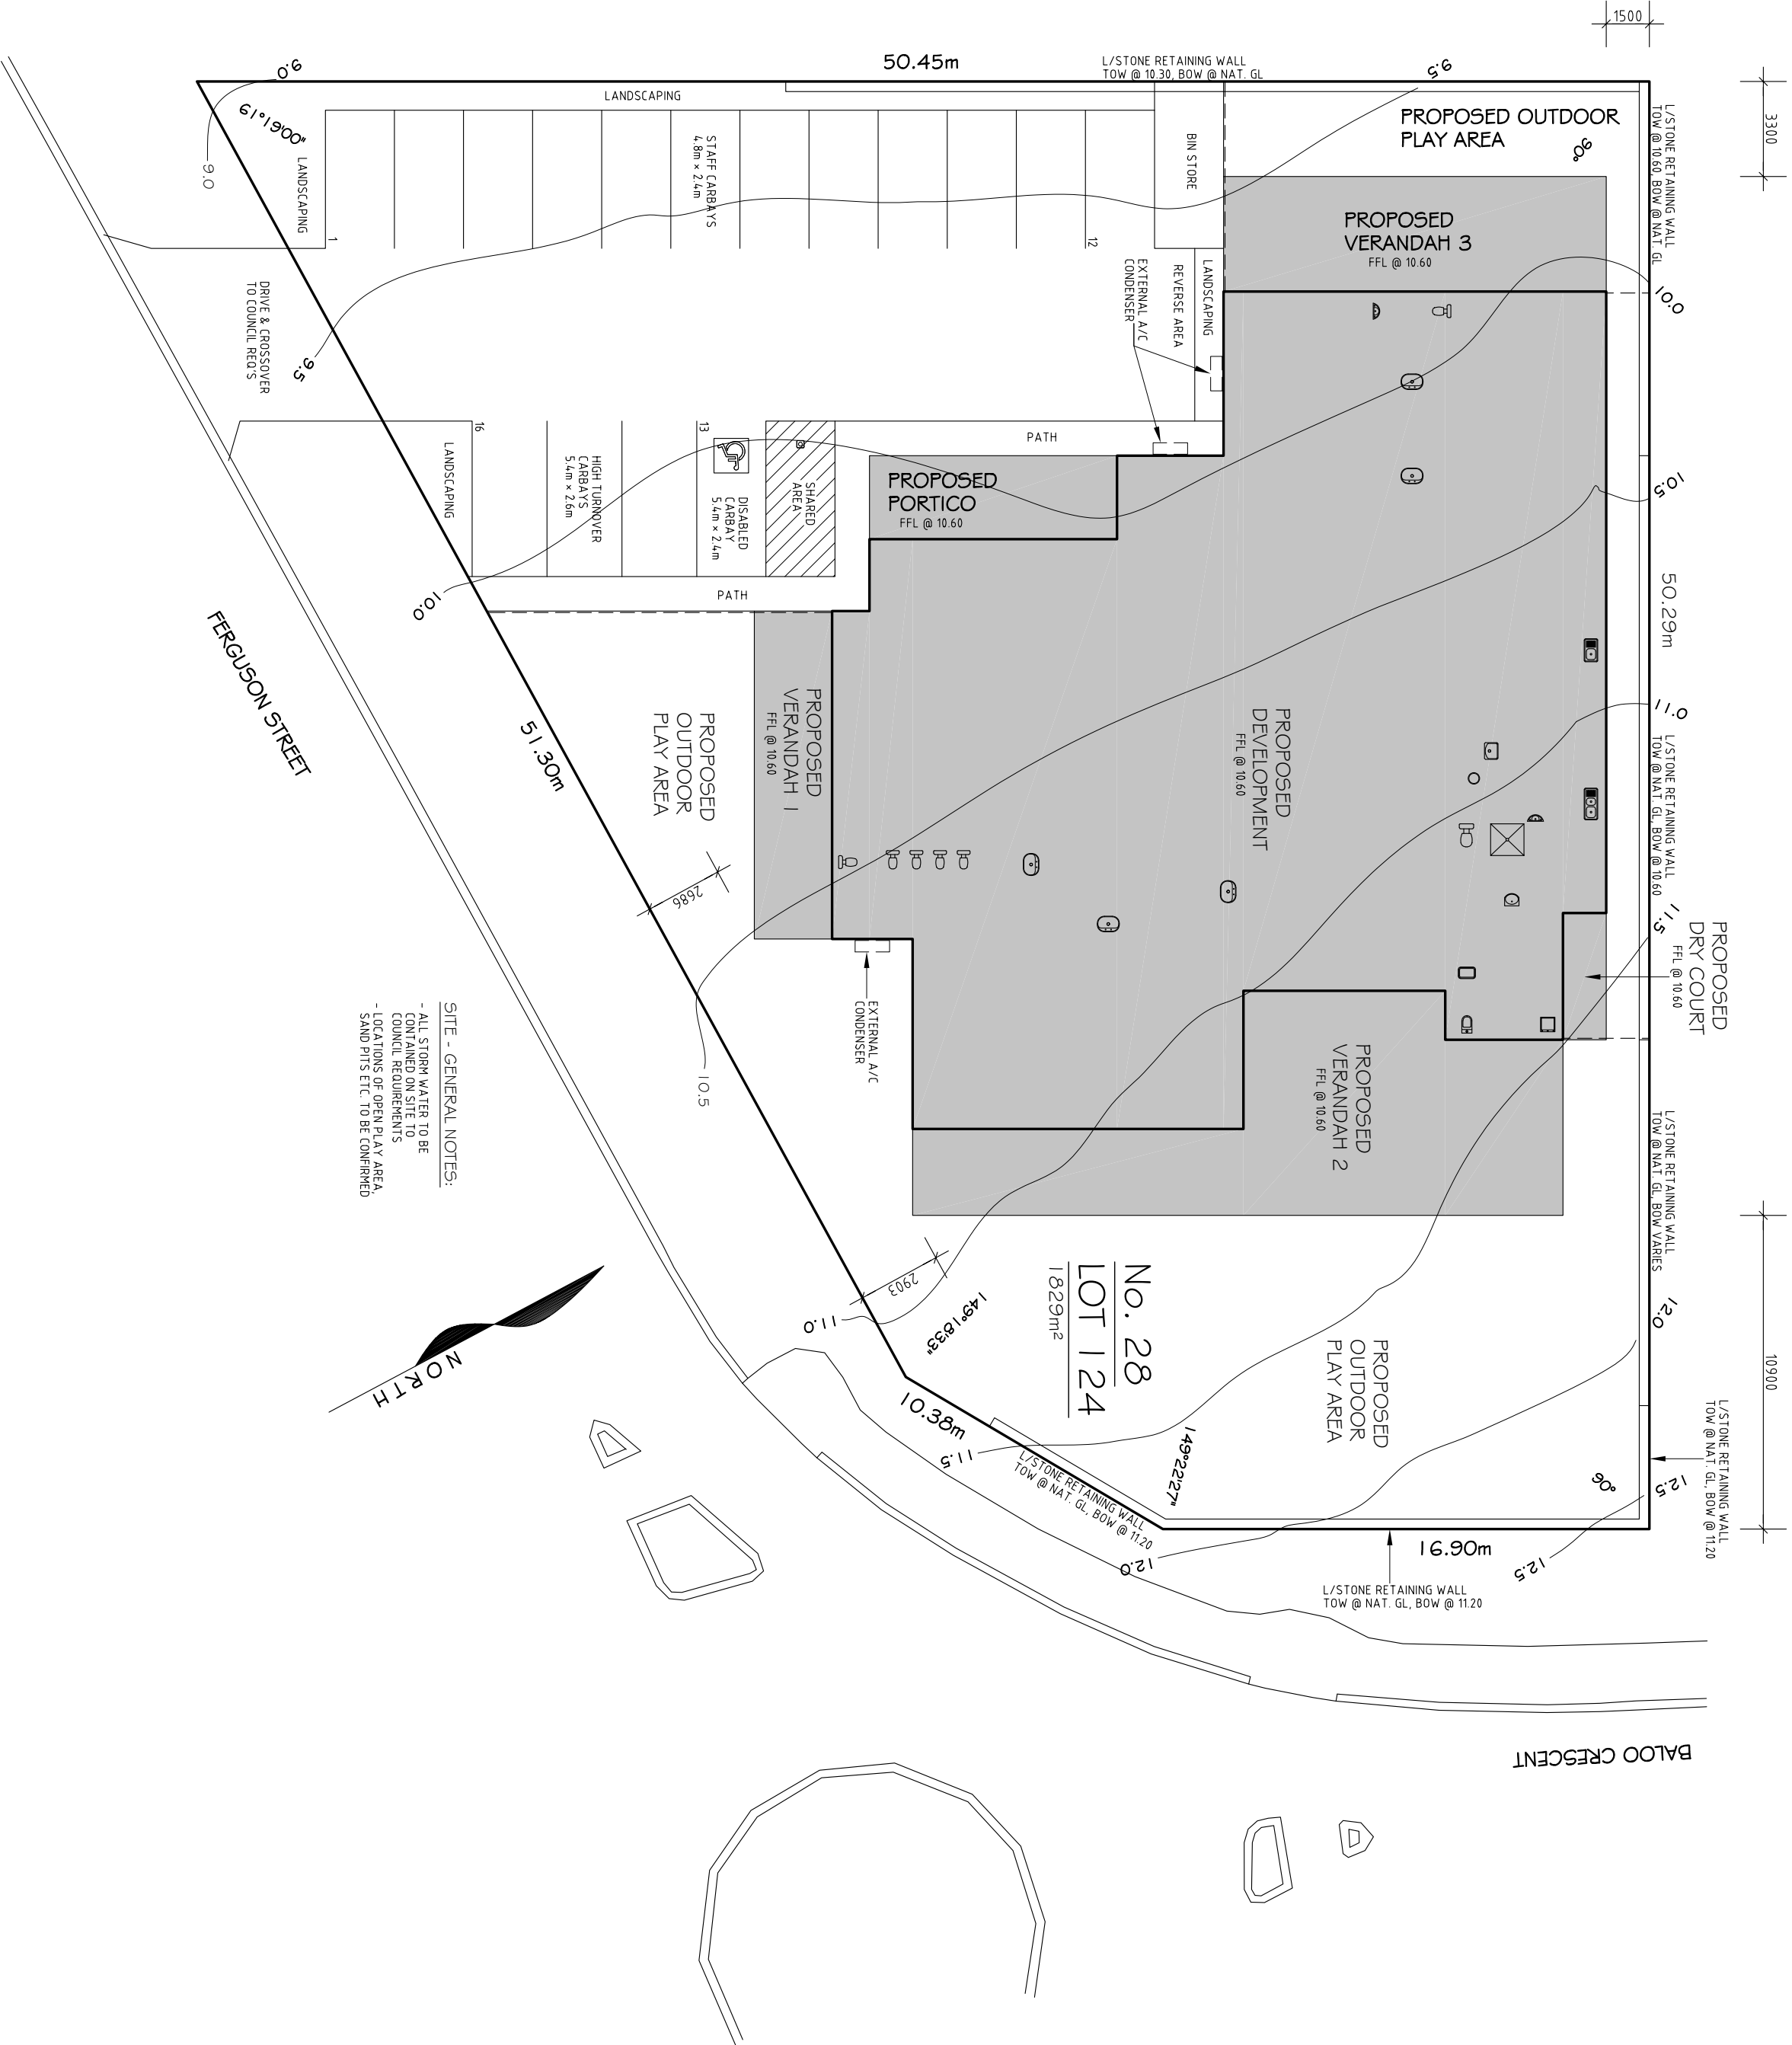 1500
3300
50.45m
L/STONE RETAINING WALL
TOW @ 10.30, BOW @ NAT. GL
9.5
9.0
61°19'00"
9.0
LANDSCAPING
LANDSCAPING
STAFF CARBAYS
4.8m x 2.4m
1
12
BIN STORE
PROPOSED OUTDOOR
PLAY AREA
90°
L/STONE RETAINING WALL
TOW @ 10.60, BOW @ NAT. GL
PROPOSED
VERANDAH 3
FFL @ 10.60
10.0
LANDSCAPING
REVERSE AREA
EXTERNAL A/C
CONDENSER
DRIVE & CROSSOVER
TO COUNCIL REQ'S
9.5
16
13
LANDSCAPING
HIGH TURNOVER
CARBAYS
5.4m x 2.6m
DISABLED
CARBAY
5.4m x 2.4m
SHARED
AREA
PATH
PROPOSED
PORTICO
FFL @ 10.60
10.5
50.29m
10.0
PATH
FERGUSON STREET
51.30m
PROPOSED
OUTDOOR
PLAY AREA
PROPOSED
VERANDAH 1
FFL @ 10.60
PROPOSED
DEVELOPMENT
FFL @ 10.60
11.0
L/STONE RETAINING WALL
TOW @ NAT. GL, BOW @ 10.60
2686
11.5
PROPOSED
DRY COURT
FFL @ 10.60
EXTERNAL A/C
CONDENSER
10.5
SITE - GENERAL NOTES:
- ALL STORM WATER TO BE
CONTAINED ON SITE TO
COUNCIL REQUIREMENTS
- LOCATIONS OF OPEN PLAY AREA,
SAND PITS ETC. TO BE CONFIRMED
PROPOSED
VERANDAH 2
FFL @ 10.60
L/STONE RETAINING WALL
TOW @ NAT. GL, BOW VARIES
2903
11.0
149°18'33"
No. 28
LOT 124
1829m²
12.0
PROPOSED
OUTDOOR
PLAY AREA
10900
NORTH
10.38m
11.5
L/STONE RETAINING WALL
TOW @ NAT. GL, BOW @ 11.20
149°22'27"
90°
12.5
L/STONE RETAINING WALL
TOW @ NAT. GL, BOW @ 11.20
16.90m
12.0
12.5
L/STONE RETAINING WALL
TOW @ NAT. GL, BOW @ 11.20
BALOO CRESCENT